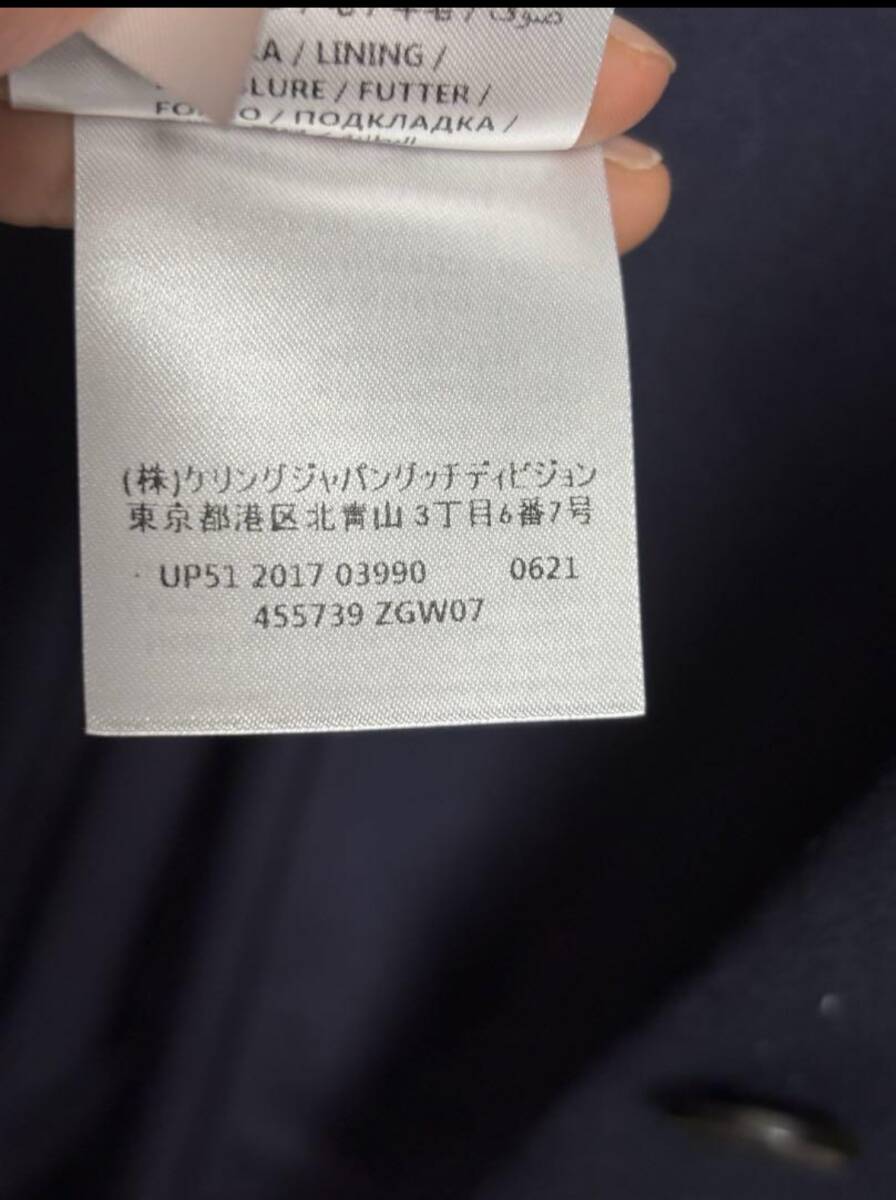 A / LINING /
LURE / FUTTER /
O / ПОДКЛАДКА /
(株)ケリングジャパングッチディビジョン
東京都港区北青山3丁目6番7号
UP51 2017 03990 0621
455739 ZGW07